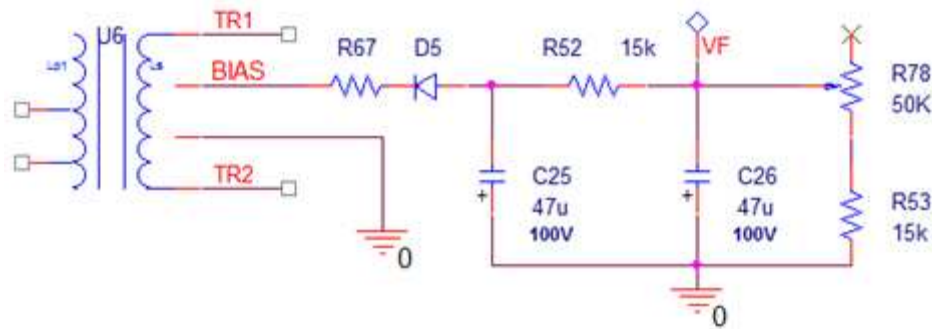 TR1
U6
R67
D5
R52
15k
VF
BIAS
R78
50K
TR2
C25
47u
100V
C26
47u
100V
R53
15k
0
0